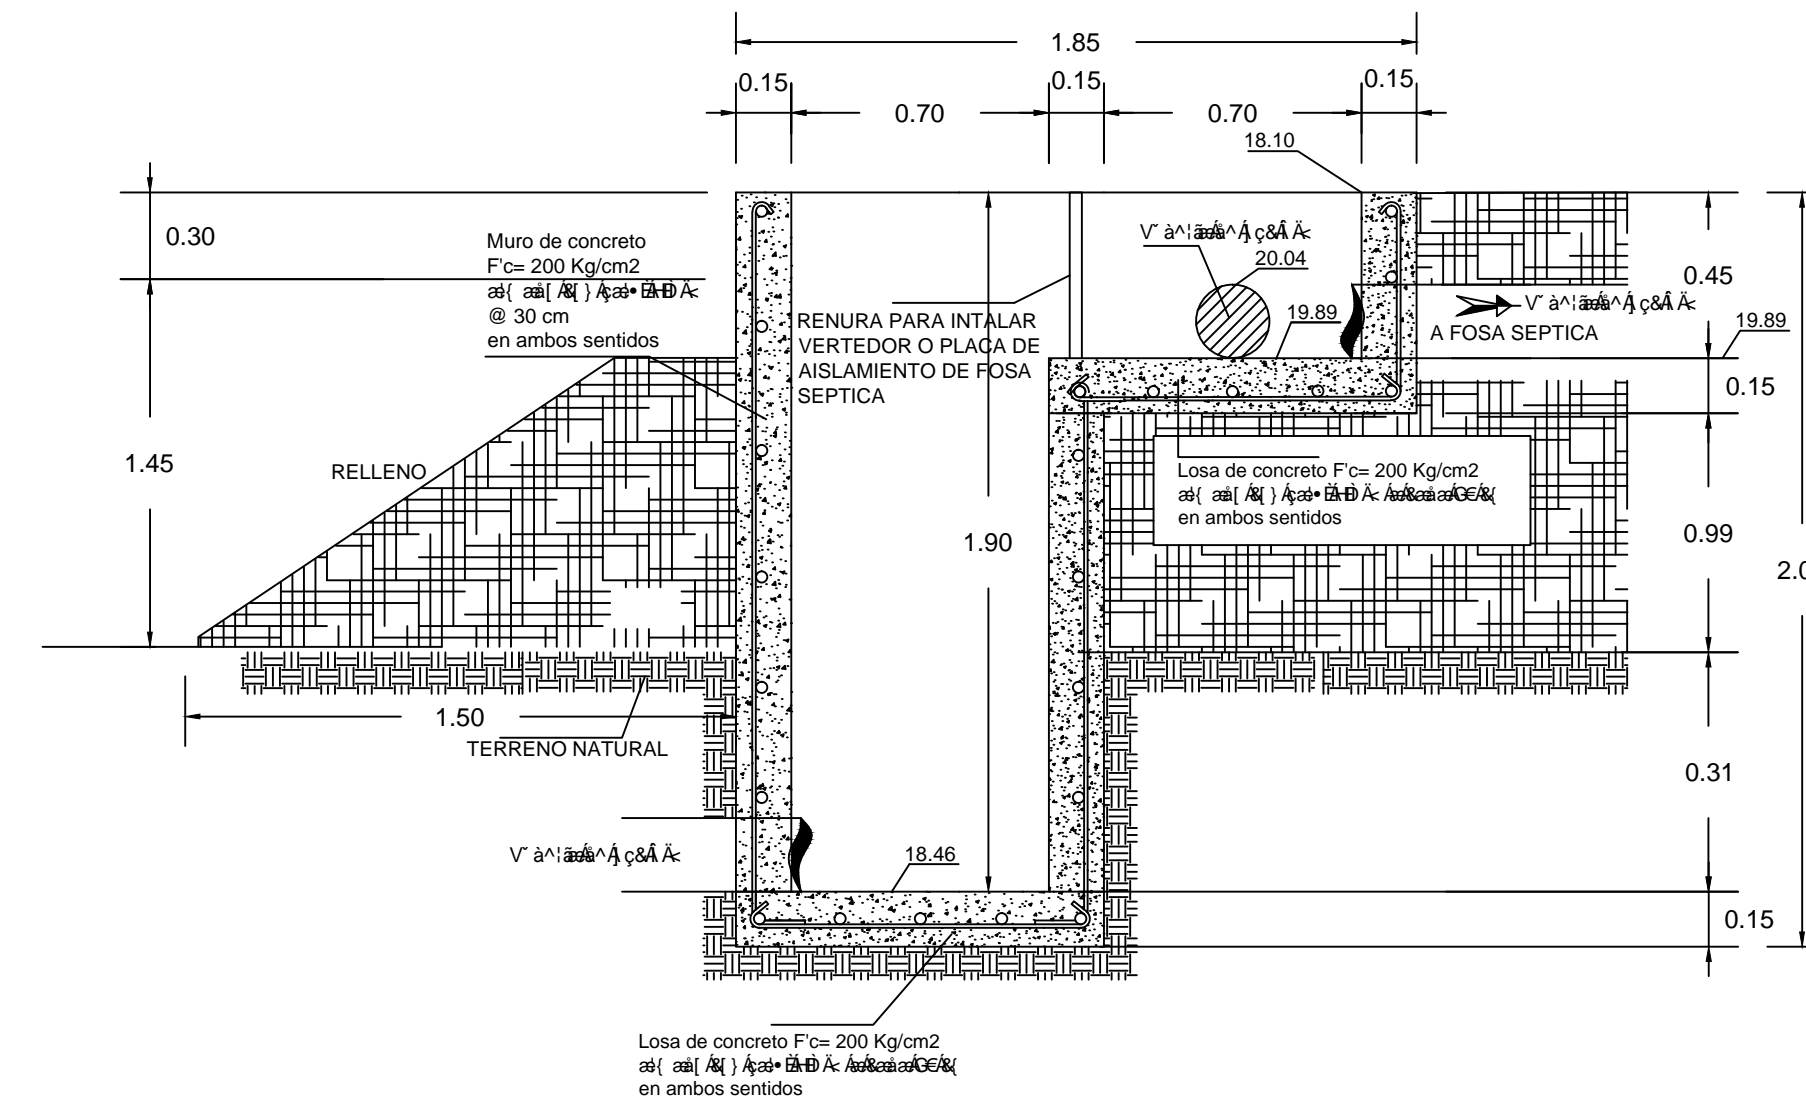 1.85
0.15
0.15
0.15
0.70
0.70
18.10
0.30
Muro de concreto
F'c= 200 Kg/cm2
@ 30 cm
en ambos sentidos
20.04
0.45
RENURA PARA INTALAR
VERTEDOR O PLACA DE
AISLAMIENTO DE FOSA
SEPTICA
19.89
A FOSA SEPTICA
19.89
0.15
1.45
RELLENO
Losa de concreto F'c= 200 Kg/cm2
en ambos sentidos
1.90
0.99
2.0
1.50
TERRENO NATURAL
0.31
18.46
0.15
Losa de concreto F'c= 200 Kg/cm2
en ambos sentidos